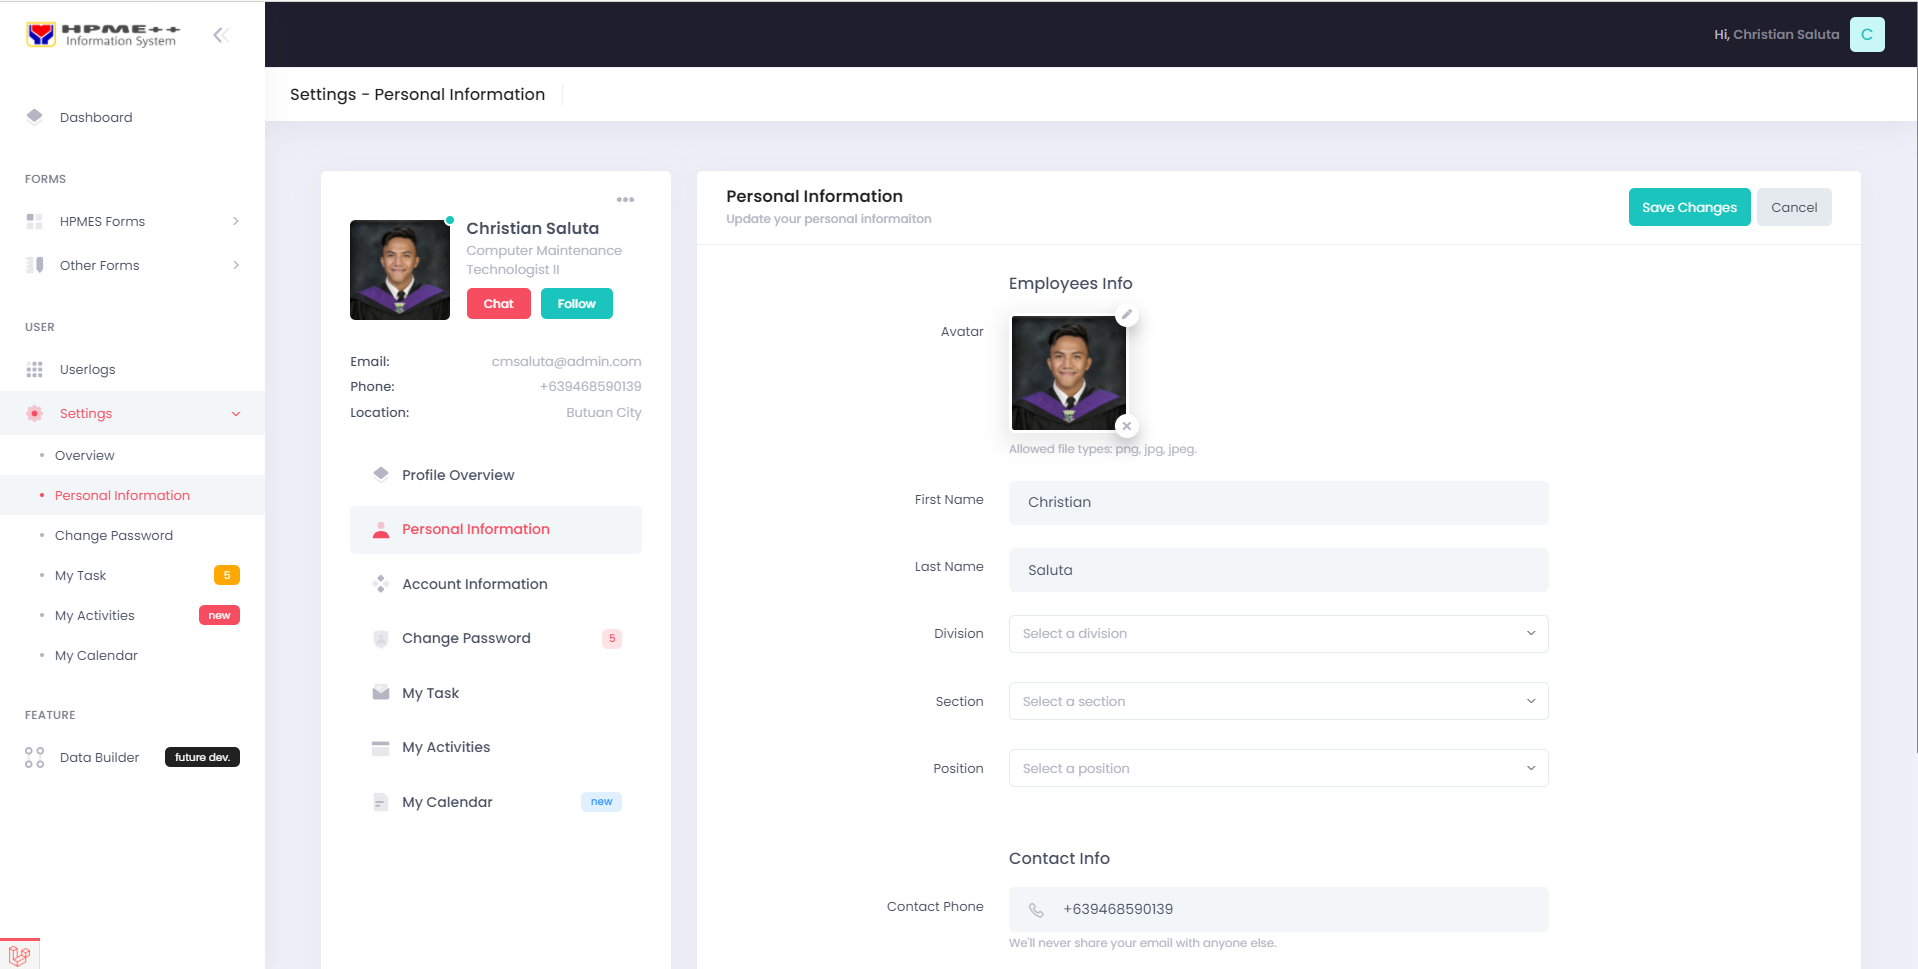 HPME++
Information System
Hi, Christian Saluta
C
Settings - Personal Information
Dashboard
FORMS
HPMES Forms
Other Forms
USER
Userlogs
Settings
Overview
Personal Information
Change Password
My Task 5
My Activities new
My Calendar
FEATURE
Data Builder future dev.
Christian Saluta
Computer Maintenance
Technologist II
Chat Follow
Email: cmsaluta@admin.com
Phone: +639468590139
Location: Butuan City
Profile Overview
Personal Information
Account Information
Change Password 5
My Task
My Activities
My Calendar new
Personal Information
Update your personal informaiton
Save Changes Cancel
Employees Info
Avatar
Allowed file types: png, jpg, jpeg.
First Name Christian
Last Name Saluta
Division Select a division
Section Select a section
Position Select a position
Contact Info
Contact Phone +639468590139
We'll never share your email with anyone else.